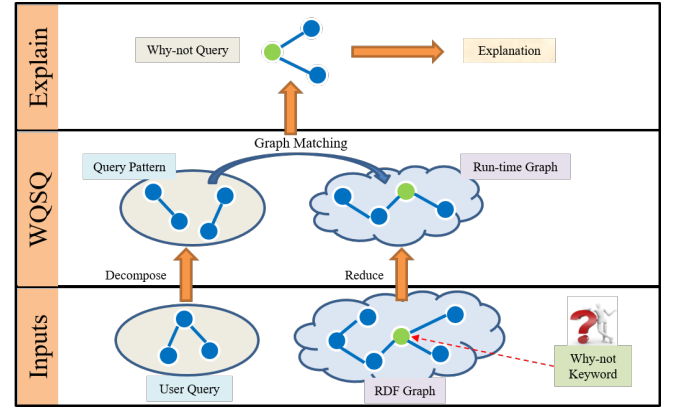 Explain
Why-not Query
Explanation
Graph Matching
WQSQ
Query Pattern
Run-time Graph
Decompose
Reduce
Inputs
User Query
RDF Graph
?
Why-not
Keyword